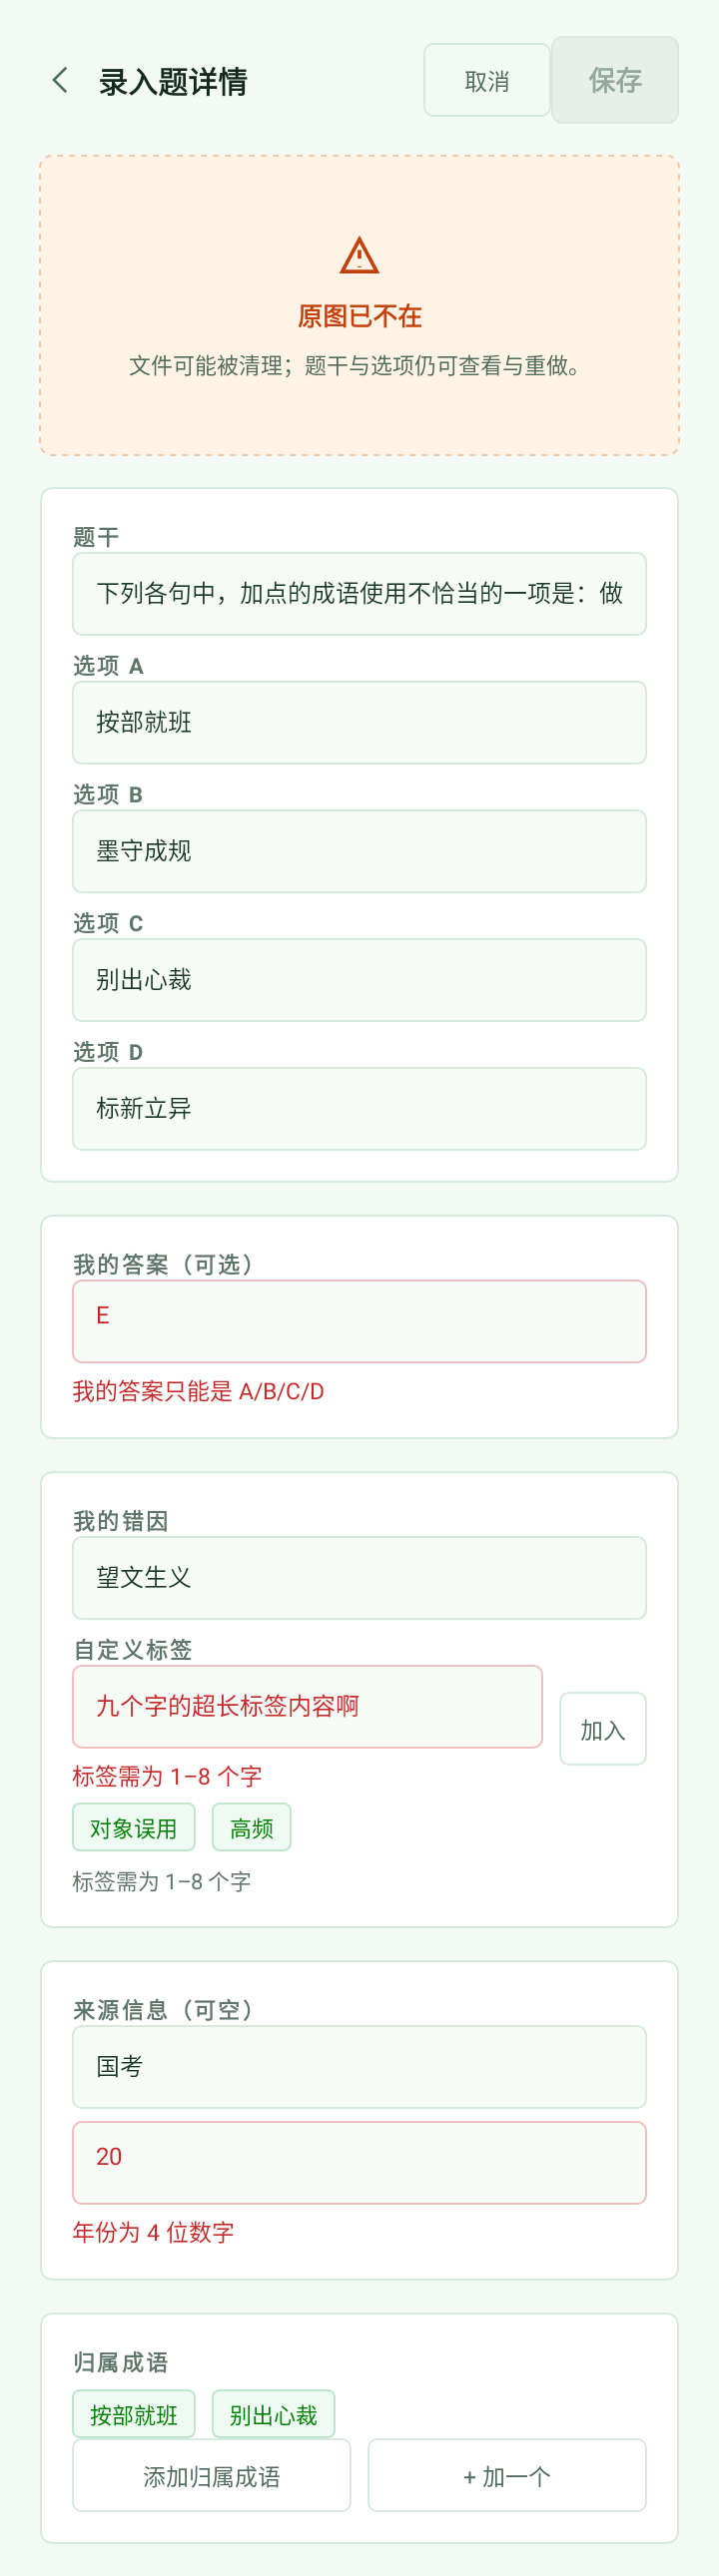 录入题详情
取消
保存
原图已不在
文件可能被清理；题干与选项仍可查看与重做。
题干
下列各句中，加点的成语使用不恰当的一项是：做
选项 A
按部就班
选项 B
墨守成规
选项 C
别出心裁
选项 D
标新立异
我的答案（可选）
E
我的答案只能是 A/B/C/D
我的错因
望文生义
自定义标签
九个字的超长标签内容啊
加入
标签需为 1–8 个字
对象误用
高频
标签需为 1–8 个字
来源信息（可空）
国考
20
年份为 4 位数字
归属成语
按部就班
别出心裁
添加归属成语
+ 加一个